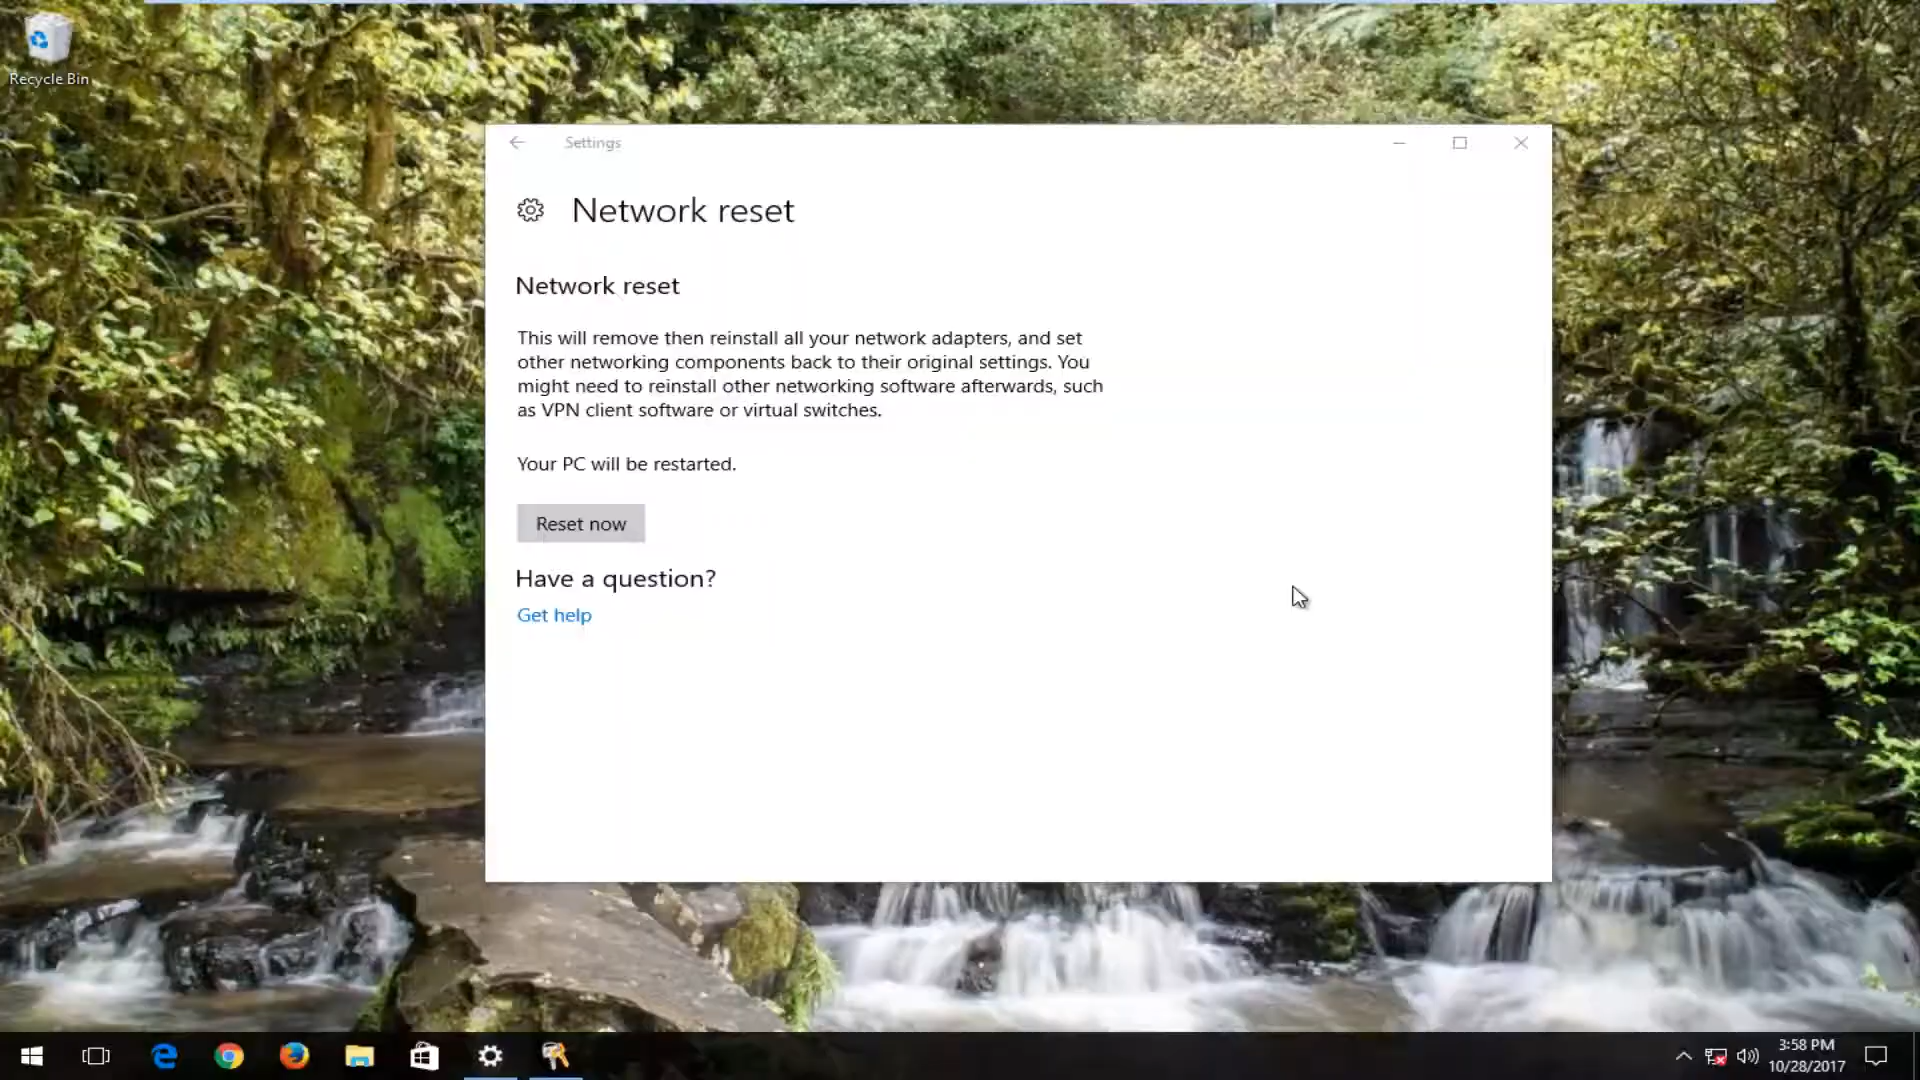 Recycle Bin
Settings
Network reset
Network reset
This will remove then reinstall all your network adapters, and set
other networking components back to their original settings. You
might need to reinstall other networking software afterwards, such
as VPN client software or virtual switches.
Your PC will be restarted.
Reset now
Have a question?
Get help
3:58 PM
10/28/2017